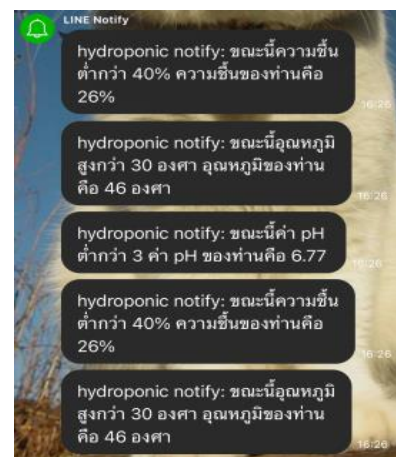 LINE Notify
hydroponic notify: ขณะนี้ความชื้น
ต่ำกว่า 40% ความชื้นของท่านคือ
26%
16:26
hydroponic notify: ขณะนี้อุณหภูมิ
สูงกว่า 30 องศา อุณหภูมิของท่าน
คือ 46 องศา
16:26
hydroponic notify: ขณะนี้ค่า pH
ต่ำกว่า 3 ค่า pH ของท่านคือ 6.77
16:26
hydroponic notify: ขณะนี้ความชื้น
ต่ำกว่า 40% ความชื้นของท่านคือ
26%
16:26
hydroponic notify: ขณะนี้อุณหภูมิ
สูงกว่า 30 องศา อุณหภูมิของท่าน
คือ 46 องศา
16:26